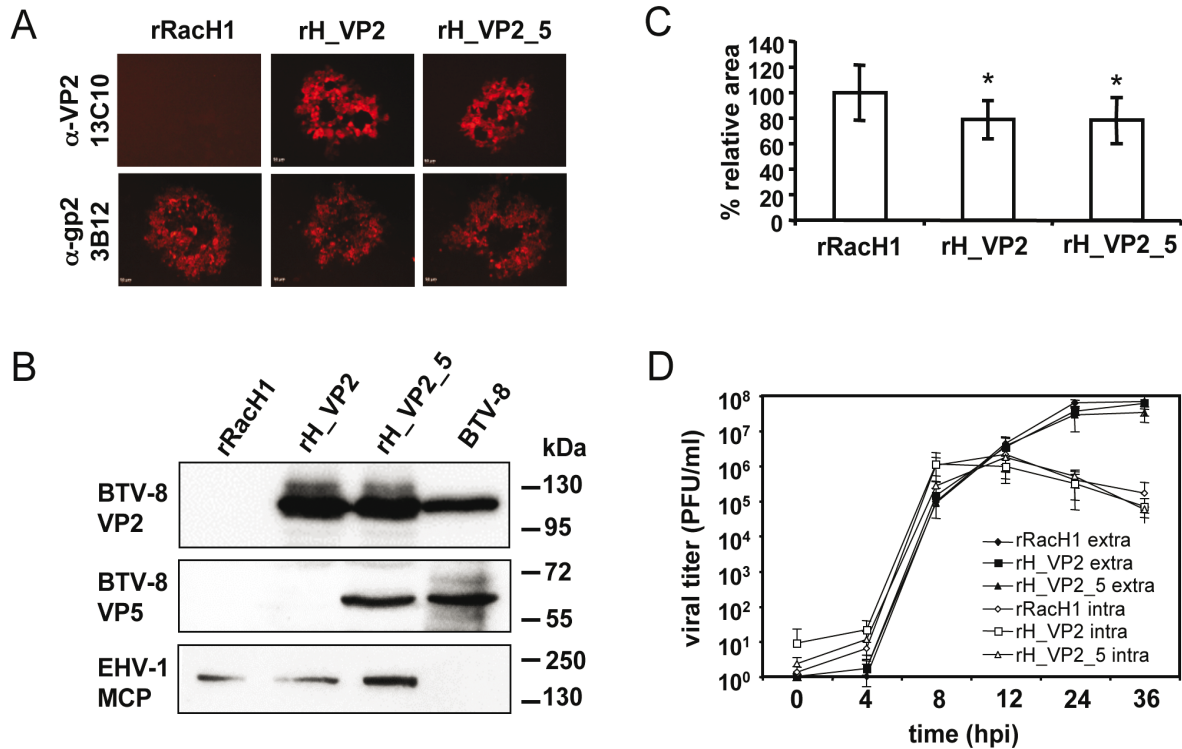 A
rRacH1 rH_VP2 rH_VP2_5
α-VP2
13C10
α-gp2
3B12
B
rRacH1 rH_VP2 rH_VP2_5 BTV-8
kDa
BTV-8
VP2
130
95
BTV-8
VP5
72
55
EHV-1
MCP
250
130
C
% relative area
140
120
100
80
60
40
20
0
* *
rRacH1 rH_VP2 rH_VP2_5
D
viral titer (PFU/ml)
10⁸
10⁷
10⁶
10⁵
10⁴
10³
10²
10¹
10⁰
rRacH1 extra
rH_VP2 extra
rH_VP2_5 extra
rRacH1 intra
rH_VP2 intra
rH_VP2_5 intra
0 4 8 12 24 36
time (hpi)